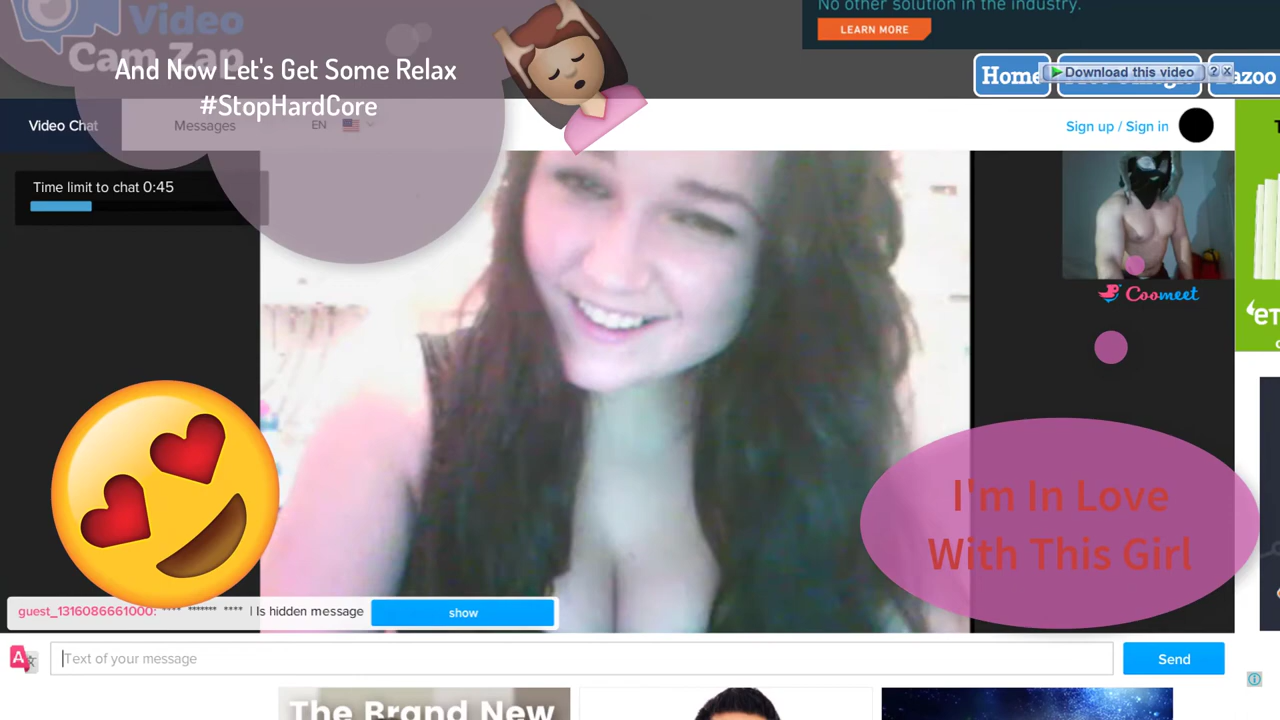 No other solution in the industry.
LEARN MORE
Video
Cam Zap
And Now Let's Get Some Relax
#StopHardCore
Home
Download this video
?
X
azoo
Video Chat
Messages
EN
Sign up / Sign in
Time limit to chat 0:45
Coomeet
I'm In Love
With This Girl
guest_1316086661000: **** ******* **** | Is hidden message
show
Text of your message
Send
The Brand New